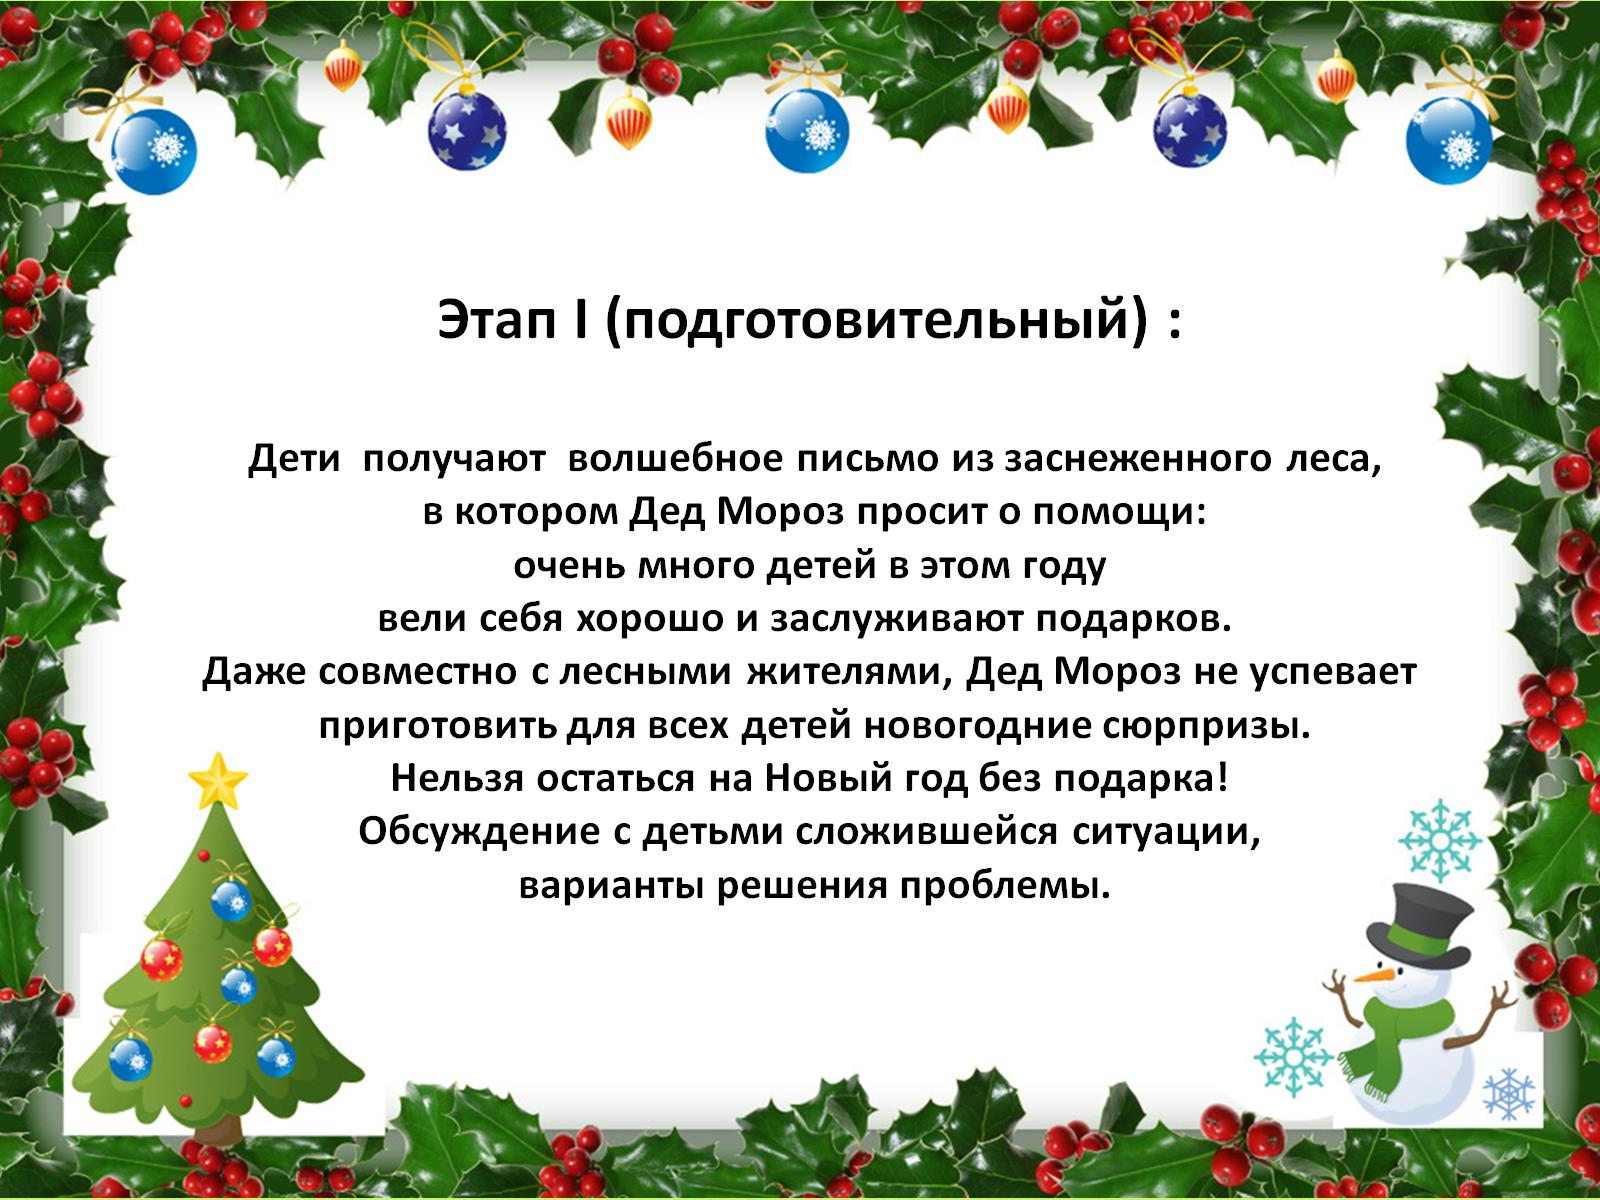 Этап I (подготовительный) :
Дети получают волшебное письмо из заснеженного леса,
в котором Дед Мороз просит о помощи:
очень много детей в этом году
вели себя хорошо и заслуживают подарков.
Даже совместно с лесными жителями, Дед Мороз не успевает
приготовить для всех детей новогодние сюрпризы.
Нельзя остаться на Новый год без подарка!
Обсуждение с детьми сложившейся ситуации,
варианты решения проблемы.